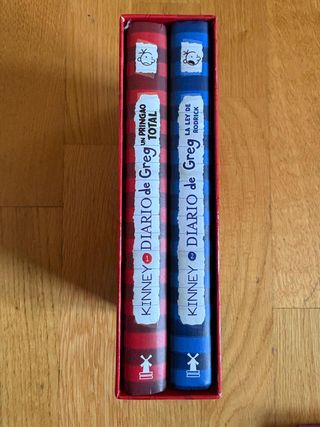 KINNEY 1 DIARIO de Greg UN PRINGAO
TOTAL
KINNEY 2 DIARIO de Greg LA LEY DE
RODRICK